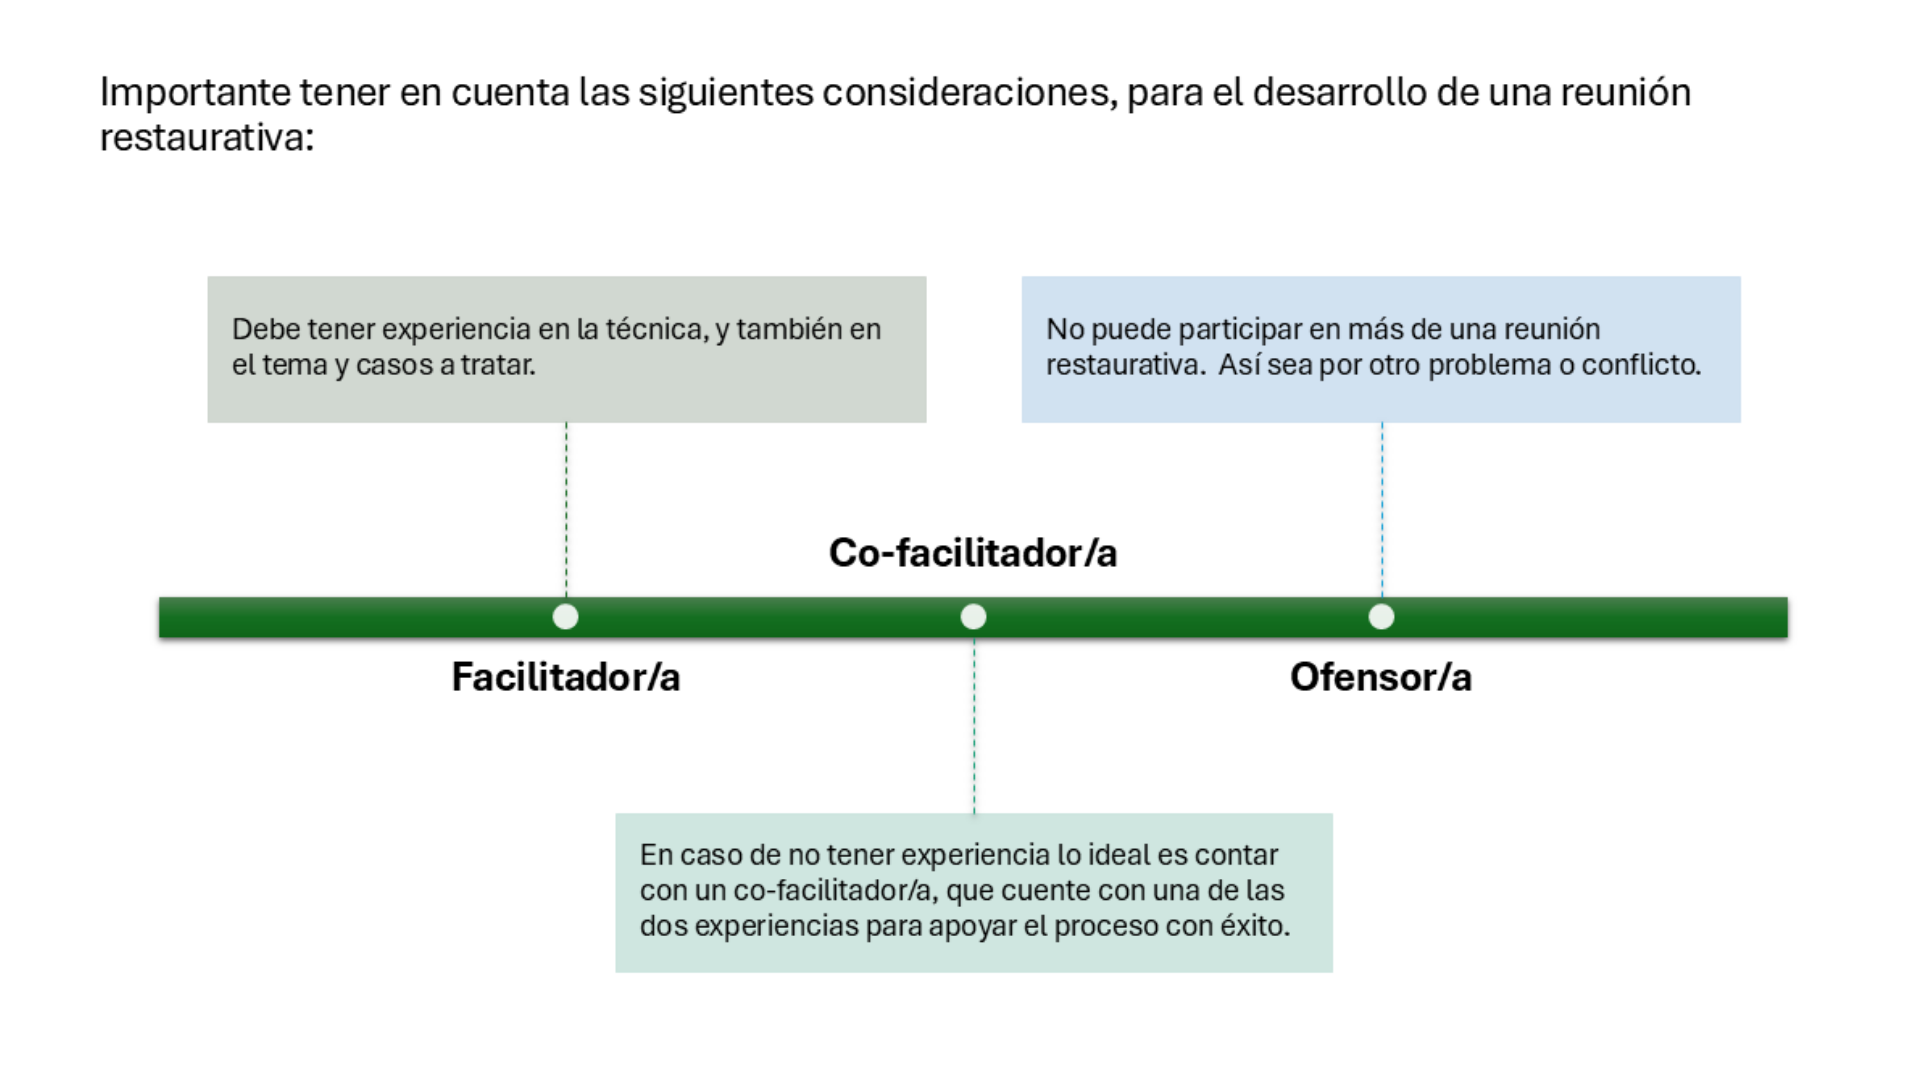 Importante tener en cuenta las siguientes consideraciones, para el desarrollo de una reunión
restaurativa:
Debe tener experiencia en la técnica, y también en
el tema y casos a tratar.
No puede participar en más de una reunión
restaurativa.  Así sea por otro problema o conflicto.
Co-facilitador/a
Facilitador/a
Ofensor/a
En caso de no tener experiencia lo ideal es contar
con un co-facilitador/a, que cuente con una de las
dos experiencias para apoyar el proceso con éxito.